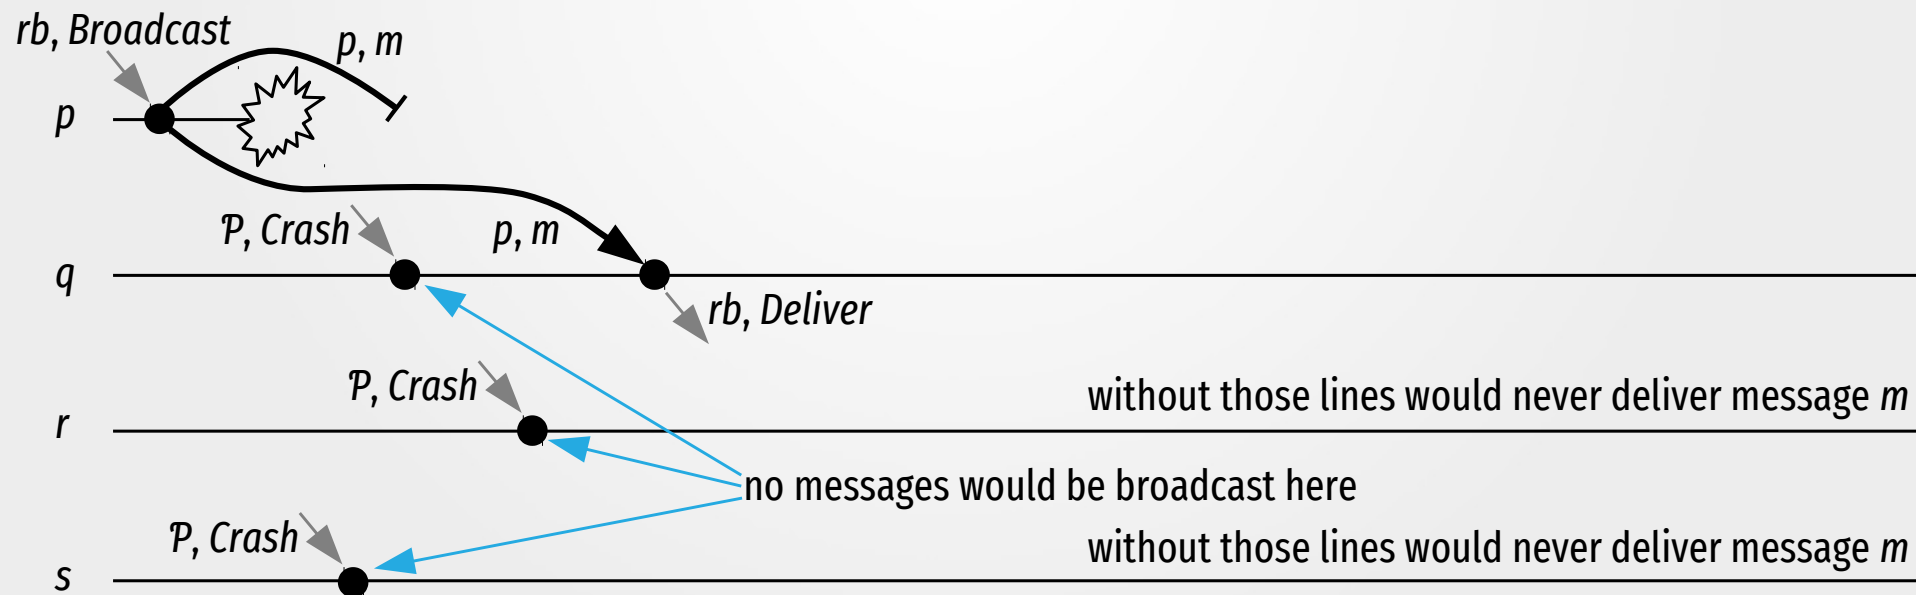 rb, Broadcast
p, m
p
P, Crash
p, m
q
rb, Deliver
P, Crash
without those lines would never deliver message m
r
no messages would be broadcast here
P, Crash
without those lines would never deliver message m
s